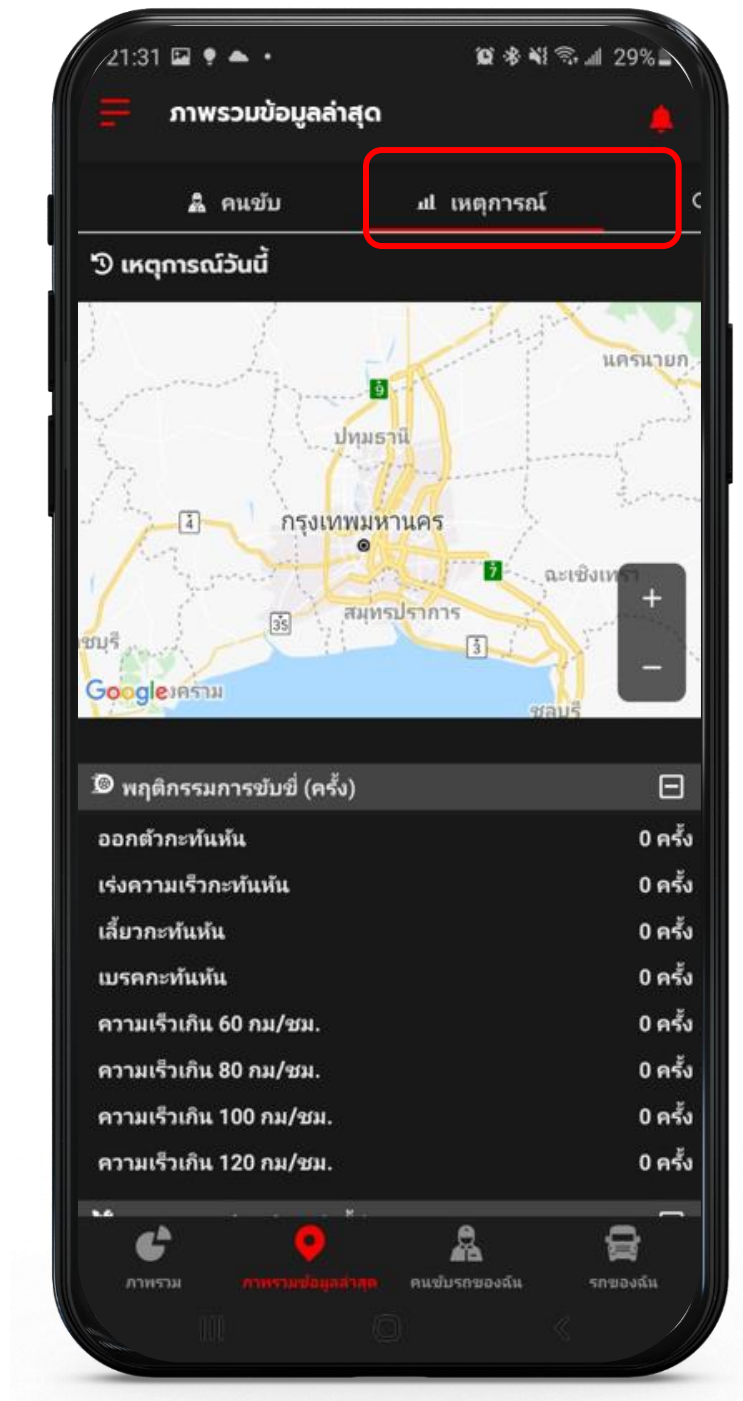 21:31 29%
ภาพรวมข้อมูลล่าสุด
คนขับ เหตุการณ์
เหตุการณ์วันนี้
นครนายก
9
ปทุมธานี
4 กรุงเทพมหานคร
7 ฉะเชิงเทรา
+
สมุทรปราการ
35 3
ชบุรี
−
Google งคราม
ชลบุรี
พฤติกรรมการขับขี่ (ครั้ง)
ออกตัวกะทันหัน 0 ครั้ง
เร่งความเร็วกะทันหัน 0 ครั้ง
เลี้ยวกะทันหัน 0 ครั้ง
เบรคกะทันหัน 0 ครั้ง
ความเร็วเกิน 60 กม/ชม. 0 ครั้ง
ความเร็วเกิน 80 กม/ชม. 0 ครั้ง
ความเร็วเกิน 100 กม/ชม. 0 ครั้ง
ความเร็วเกิน 120 กม/ชม. 0 ครั้ง
ภาพรวม ภาพรวมข้อมูลล่าสุด คนขับรถของฉัน รถของฉัน